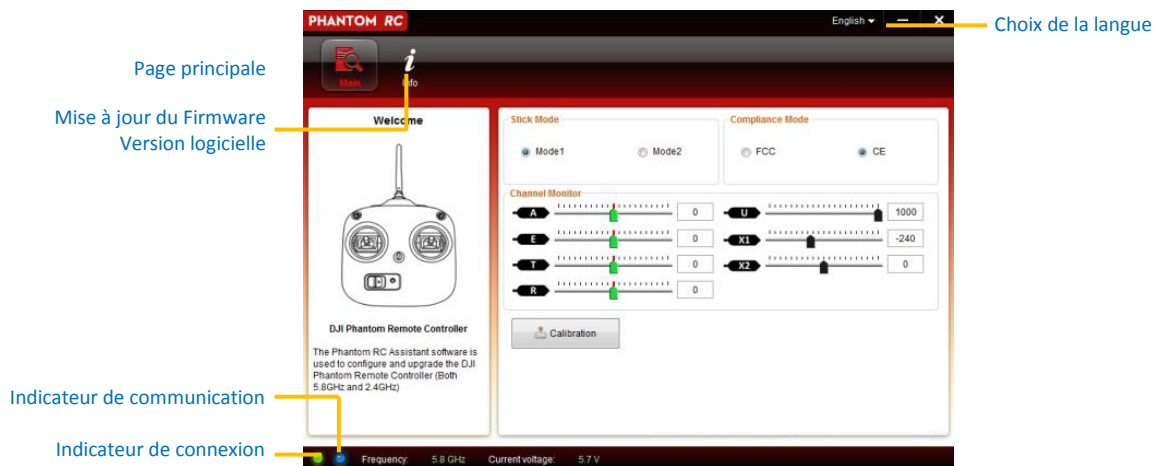 PHANTOM RC
English
Choix de la langue
Page principale
Main
Info
Mise à jour du Firmware
Version logicielle
Welcome
DJI Phantom Remote Controller
The Phantom RC Assistant software is
used to configure and upgrade the DJI
Phantom Remote Controller (Both
5.8GHz and 2.4GHz)
Stick Mode
Mode1
Mode2
Compliance Mode
FCC
CE
Channel Monitor
A 0
E 0
T 0
R 0
U 1000
X1 -240
X2 0
Calibration
Indicateur de communication
Indicateur de connexion
Frequency: 5.8 GHz Current voltage: 5.7 V